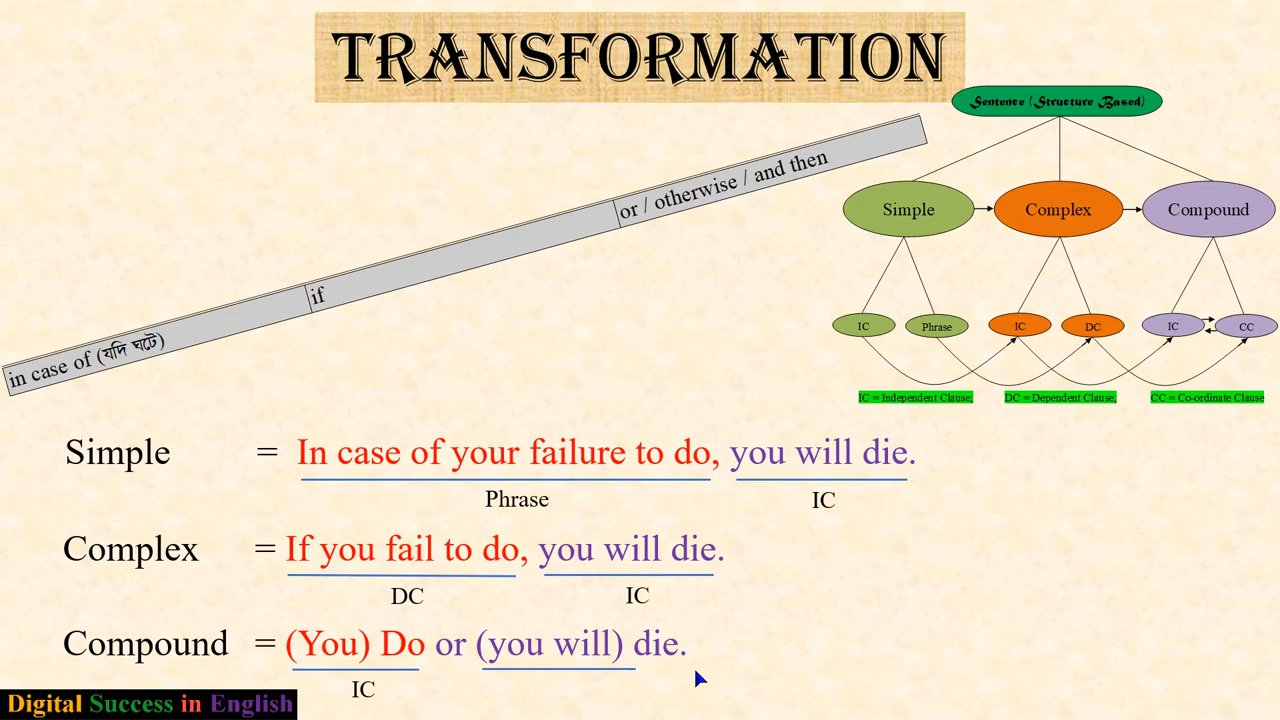 TRANSFORMATION
Sentence (Structure Based)
Simple
Complex
Compound
IC
Phrase
IC
DC
IC
CC
IC = Independent Clause,
DC = Dependent Clause,
CC = Co-ordinate Clause
in case of (যদি ঘটে)
if
or / otherwise / and then
Simple = In case of your failure to do, you will die.
Phrase IC
Complex = If you fail to do, you will die.
DC IC
Compound = (You) Do or (you will) die.
IC
Digital Success in English